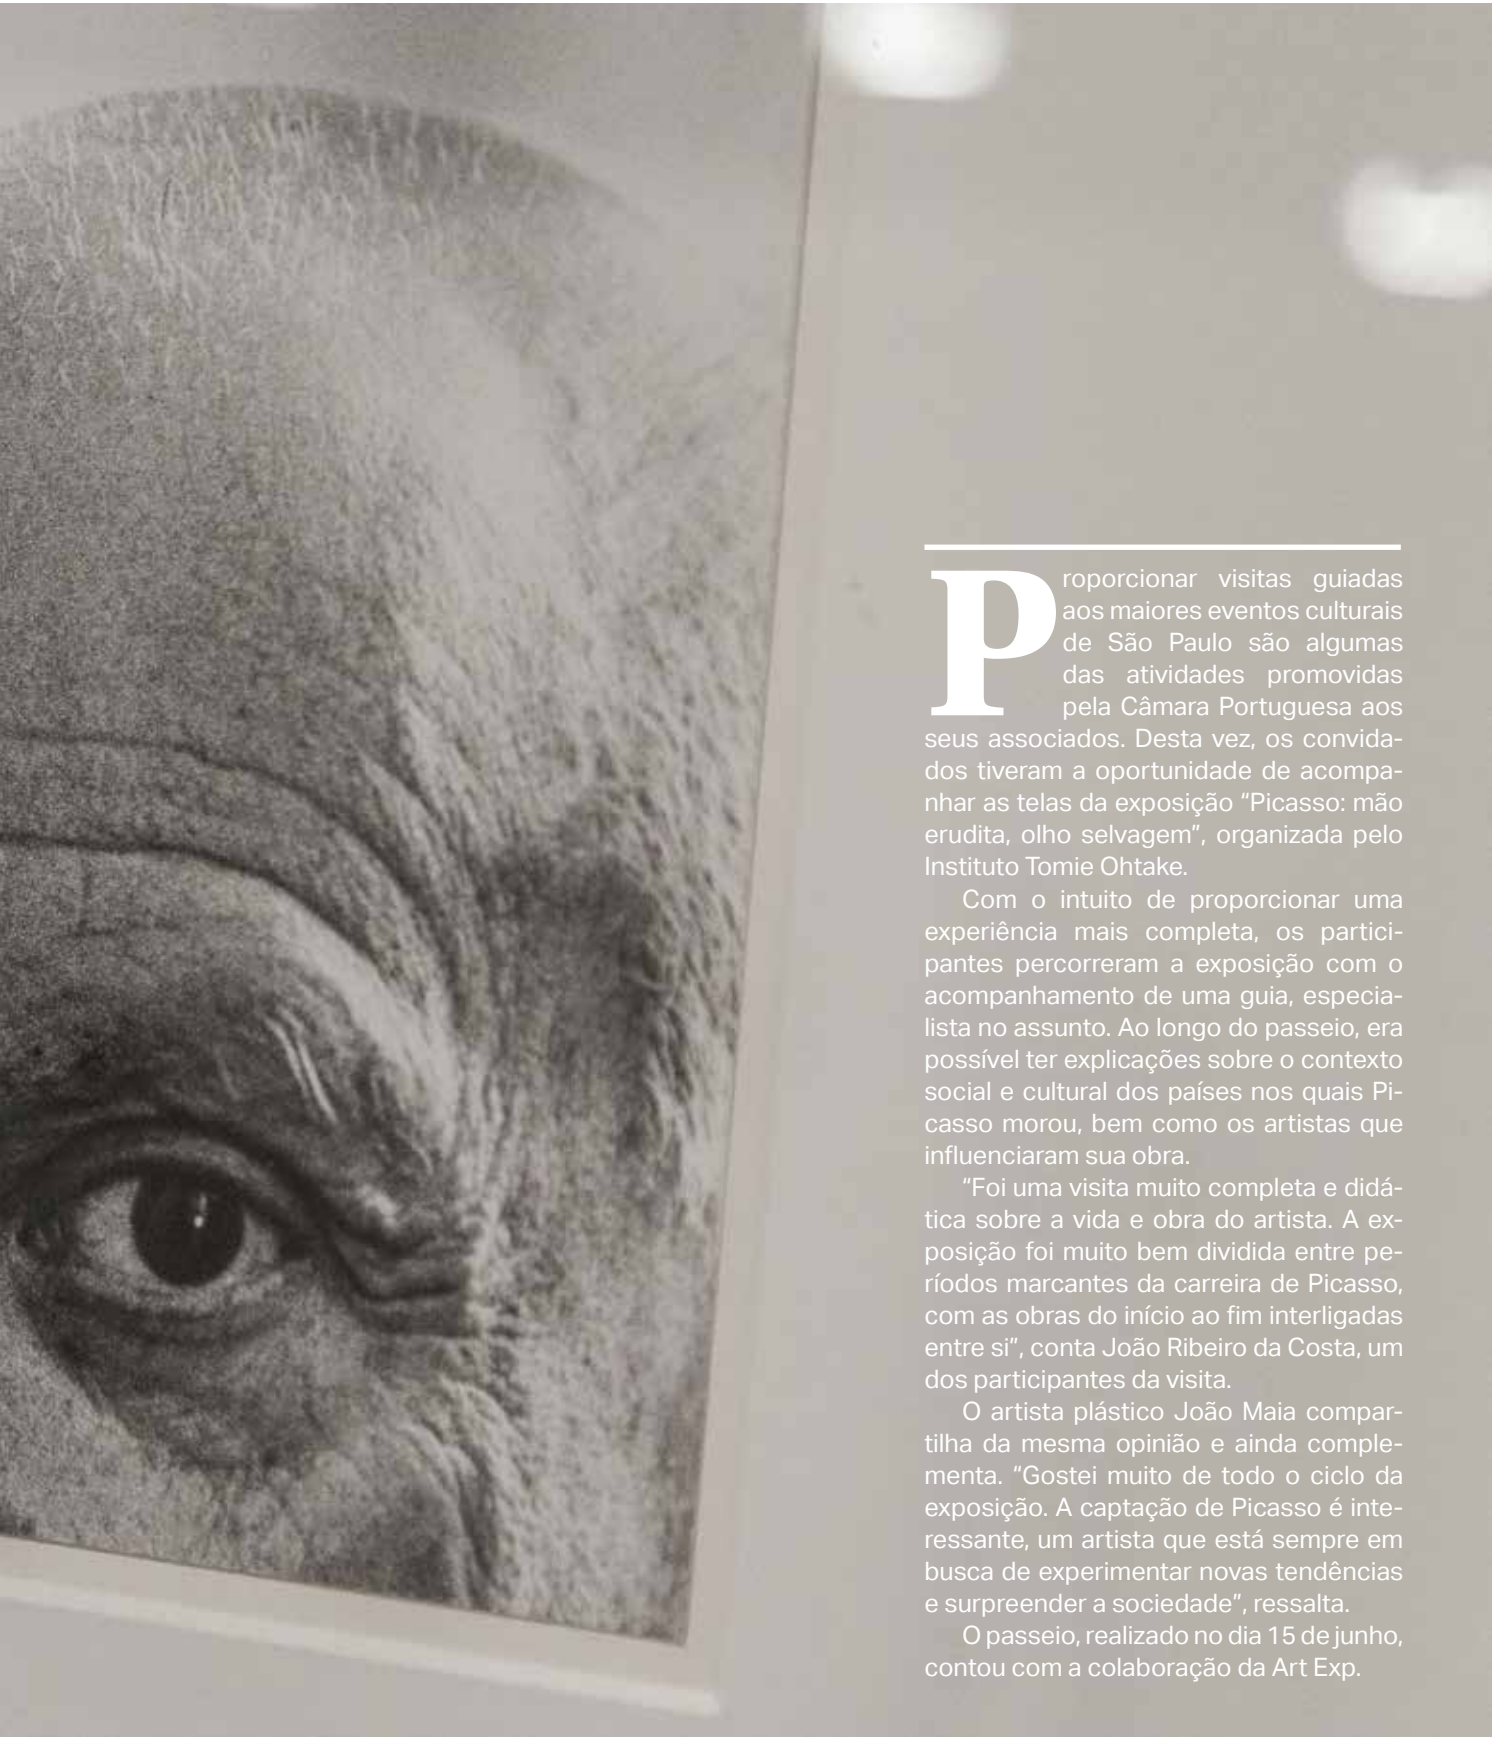 Proporcionar visitas guiadas
aos maiores eventos culturais
de São Paulo são algumas
das atividades promovidas
pela Câmara Portuguesa aos
seus associados. Desta vez, os convida-
dos tiveram a oportunidade de acompa-
nhar as telas da exposição “Picasso: mão
erudita, olho selvagem”, organizada pelo
Instituto Tomie Ohtake.
Com o intuito de proporcionar uma
experiência mais completa, os partici-
pantes percorreram a exposição com o
acompanhamento de uma guia, especia-
lista no assunto. Ao longo do passeio, era
possível ter explicações sobre o contexto
social e cultural dos países nos quais Pi-
casso morou, bem como os artistas que
influenciaram sua obra.
“Foi uma visita muito completa e didá-
tica sobre a vida e obra do artista. A ex-
posição foi muito bem dividida entre pe-
ríodos marcantes da carreira de Picasso,
com as obras do início ao fim interligadas
entre si”, conta João Ribeiro da Costa, um
dos participantes da visita.
O artista plástico João Maia compar-
tilha da mesma opinião e ainda comple-
menta. “Gostei muito de todo o ciclo da
exposição. A captação de Picasso é inte-
ressante, um artista que está sempre em
busca de experimentar novas tendências
e surpreender a sociedade”, ressalta.
O passeio, realizado no dia 15 de junho,
contou com a colaboração da Art Exp.